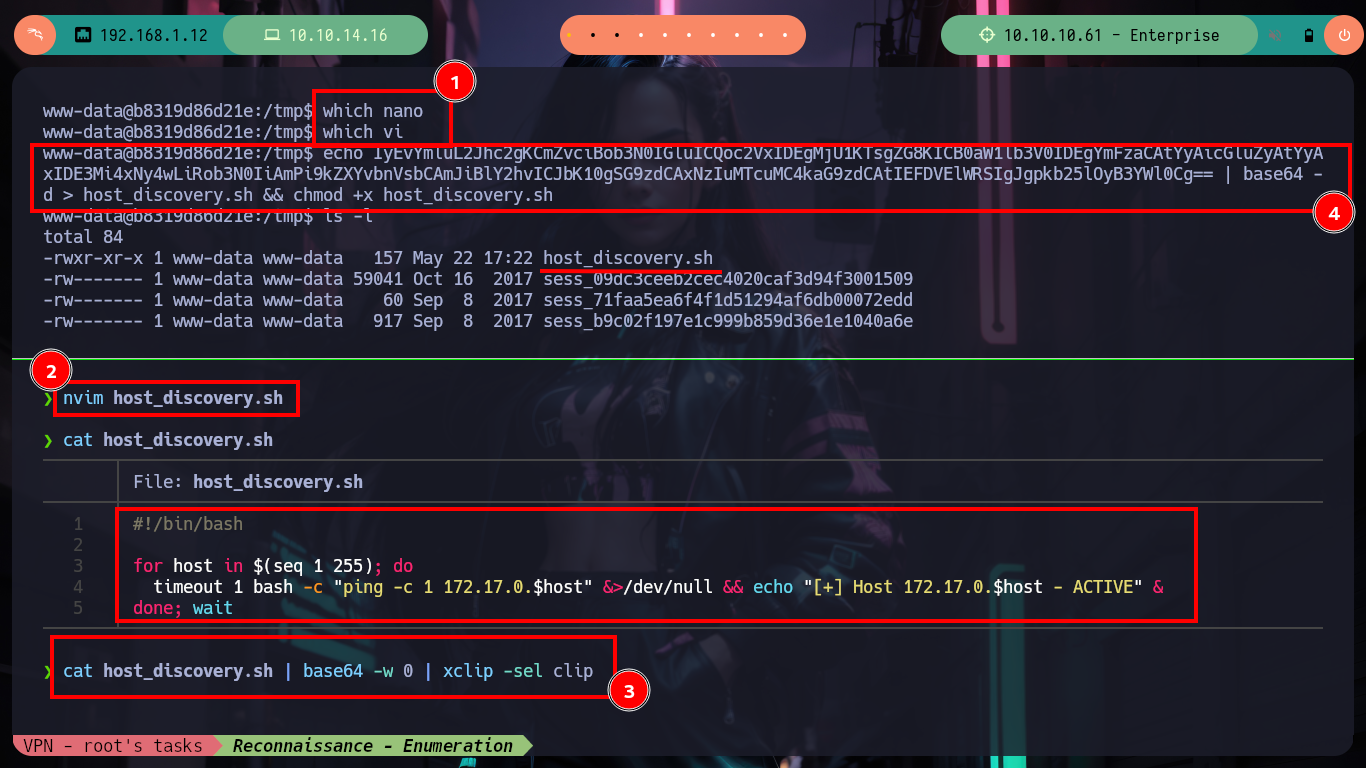 192.168.1.12
10.10.14.16
10.10.10.61 - Enterprise
www-data@b8319d86d21e:/tmp$ which nano
1
www-data@b8319d86d21e:/tmp$ which vi
www-data@b8319d86d21e:/tmp$ echo IyEvYmluL2Jhc2gKCmZvciBob3N0IGluICQoc2VxIDEgMjU1KTsgZG8KICB0aW1lb3V0IDEgYmFzaCAtYyAicGluZyAtYyA
xIDE3Mi4xNy4wLiRob3N0IiAmPi9kZXYvbnVsbCAmJiBlY2hvICJbK10gSG9zdCAxNzIuMTcuMC4kaG9zdCAtIEFDVElWRSIgJgpkb25lOyB3YWl0Cg== | base64 -
d > host_discovery.sh && chmod +x host_discovery.sh
4
www-data@b8319d86d21e:/tmp$ ls -l
total 84
-rwxr-xr-x 1 www-data www-data   157 May 22 17:22 host_discovery.sh
-rw------- 1 www-data www-data 59041 Oct 16  2017 sess_09dc3ceeb2cec4020caf3d94f3001509
-rw------- 1 www-data www-data    60 Sep  8  2017 sess_71faa5ea6f4f1d51294af6db00072edd
-rw------- 1 www-data www-data   917 Sep  8  2017 sess_b9c02f197e1c999b859d36e1e1040a6e
2
❯ nvim host_discovery.sh
❯ cat host_discovery.sh
File: host_discovery.sh
1 #!/bin/bash
2
3 for host in $(seq 1 255); do
4   timeout 1 bash -c "ping -c 1 172.17.0.$host" &>/dev/null && echo "[+] Host 172.17.0.$host - ACTIVE" &
5 done; wait
❯ cat host_discovery.sh | base64 -w 0 | xclip -sel clip
3
VPN - root's tasks
Reconnaissance - Enumeration